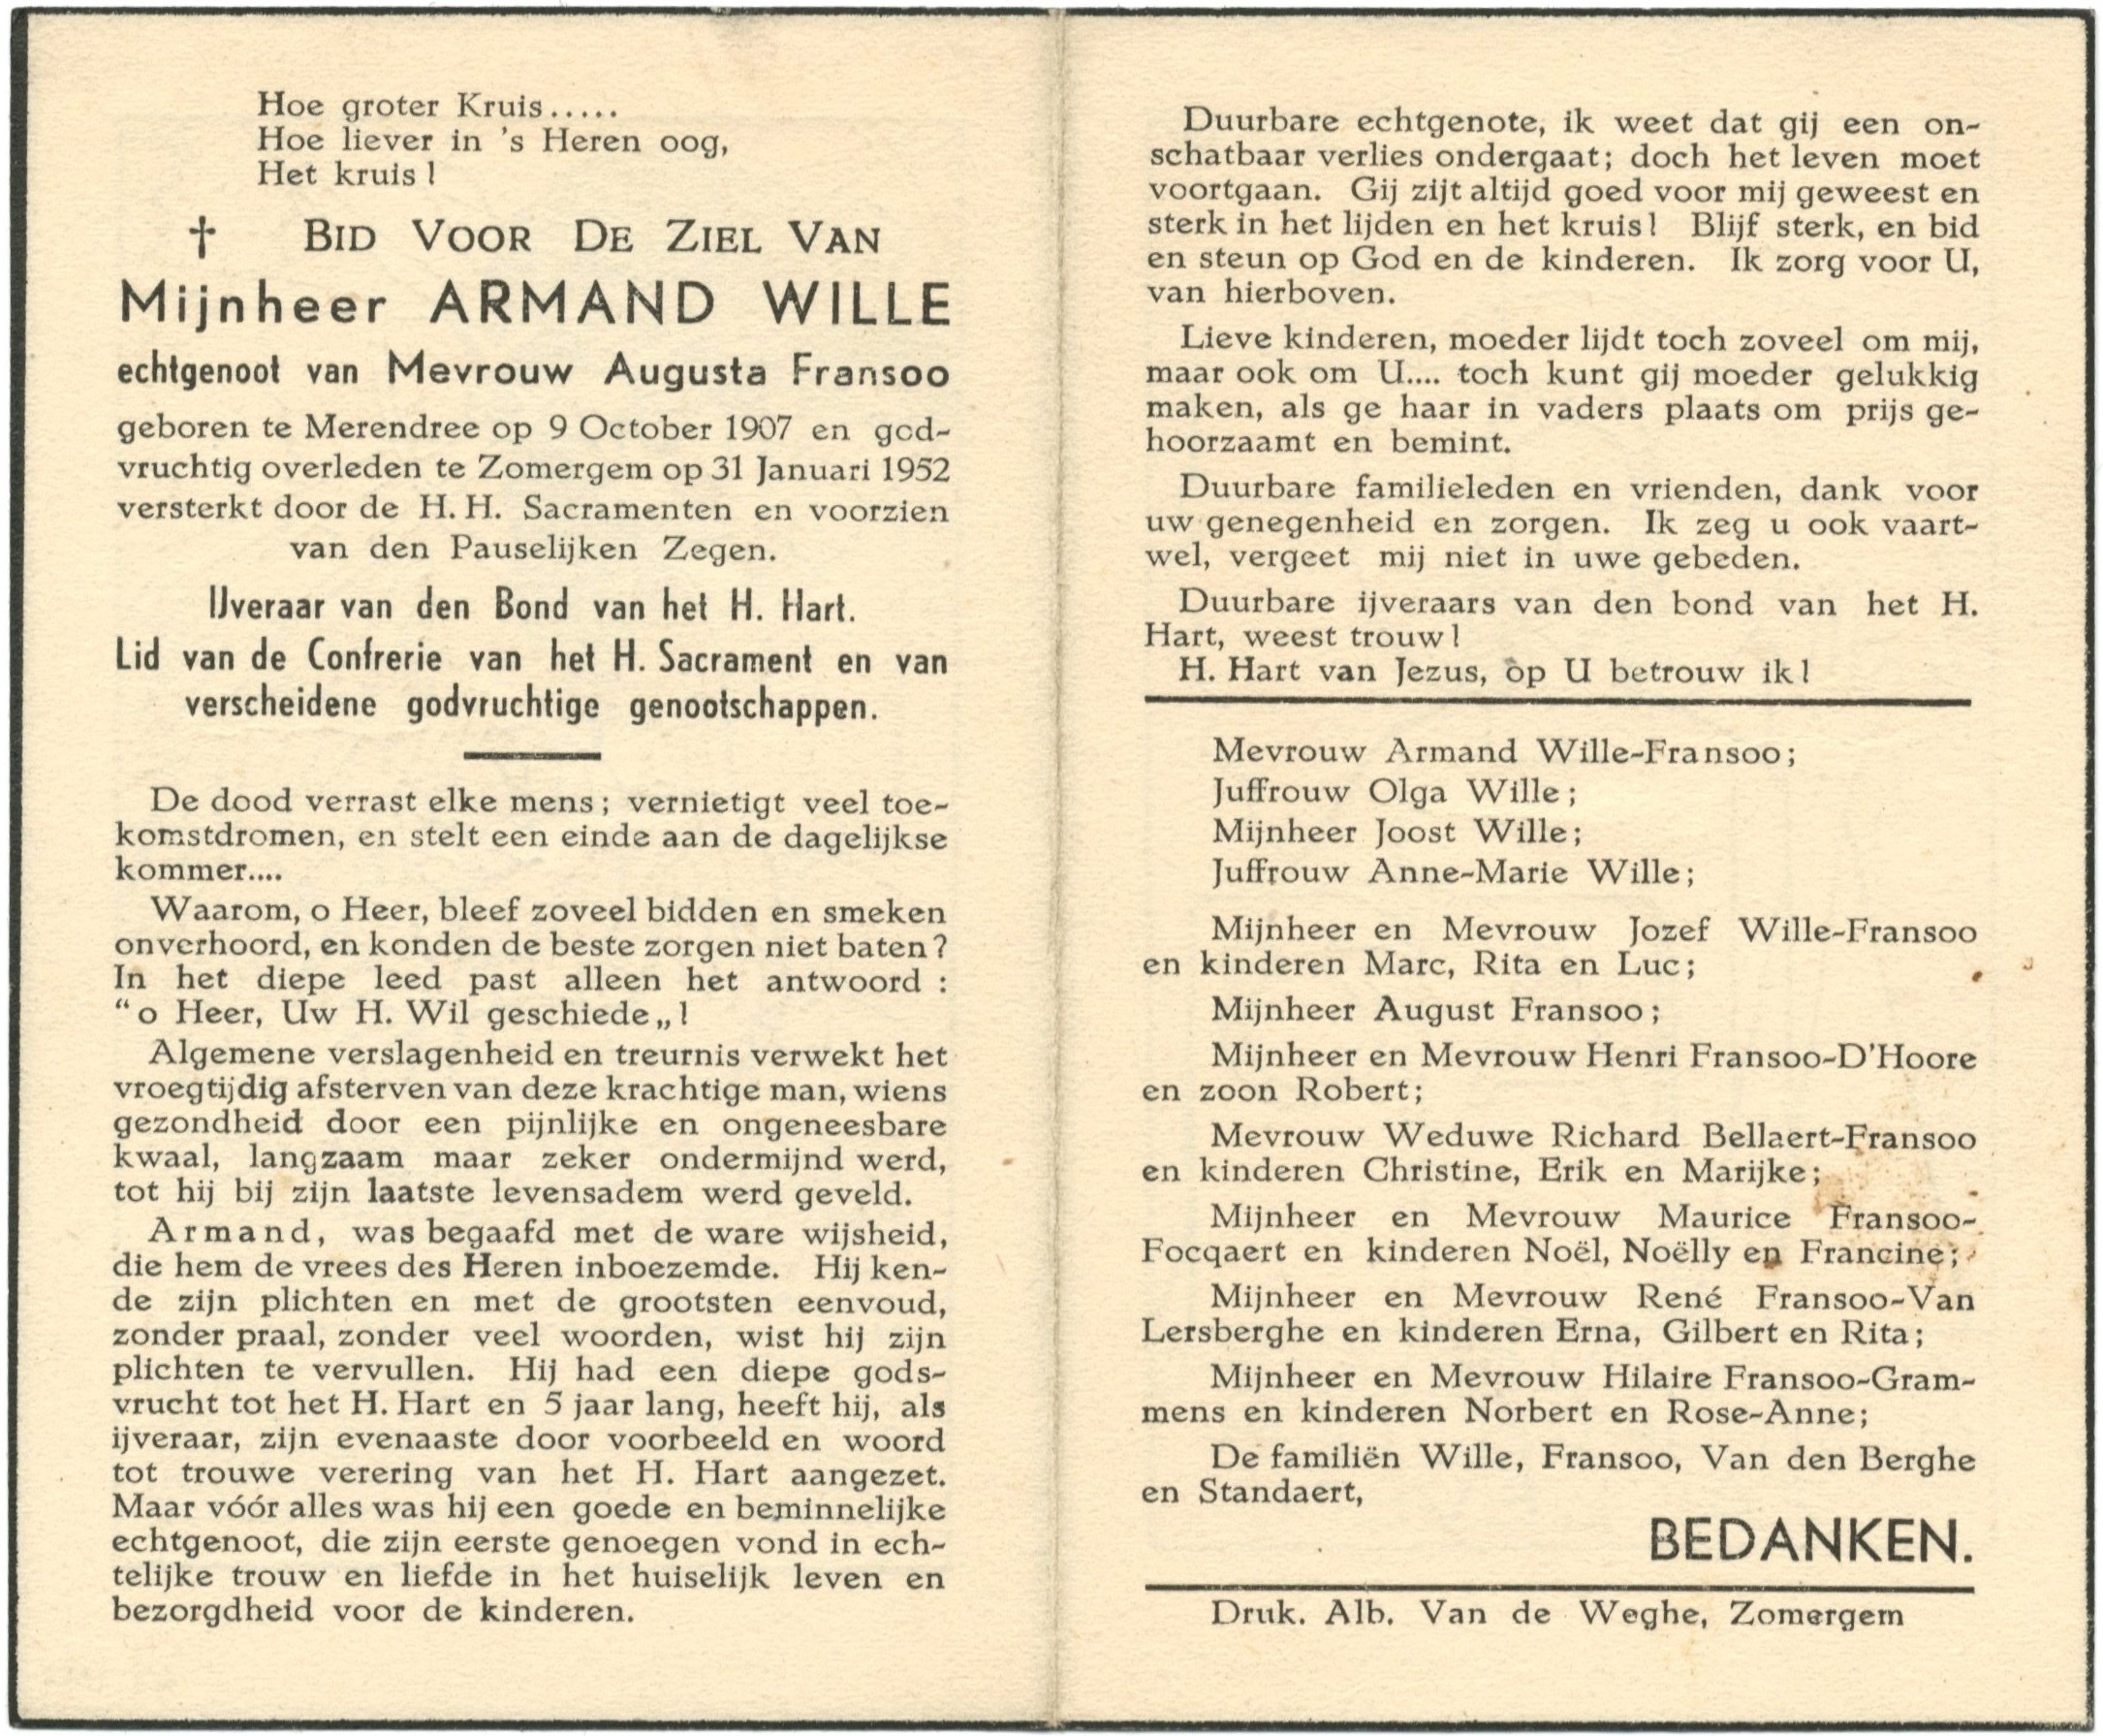 Hoe groter Kruis.....
Hoe liever in 's Heren oog,
Het kruis !
† BID VOOR DE ZIEL VAN
Mijnheer ARMAND WILLE
echtgenoot van Mevrouw Augusta Fransoo
geboren te Merendree op 9 October 1907 en god-
vruchtig overleden te Zomergem op 31 Januari 1952
versterkt door de H. H. Sacramenten en voorzien
van den Pauselijken Zegen.
IJveraar van den Bond van het H. Hart.
Lid van de Confrerie van het H. Sacrament en van
verscheidene godvruchtige genootschappen.
De dood verrast elke mens; vernietigt veel toe-
komstdromen, en stelt een einde aan de dagelijkse
kommer....
Waarom, o Heer, bleef zoveel bidden en smeken
onverhoord, en konden de beste zorgen niet baten?
In het diepe leed past alleen het antwoord :
“o Heer, Uw H. Wil geschiede„ !
Algemene verslagenheid en treurnis verwekt het
vroegtijdig afsterven van deze krachtige man, wiens
gezondheid door een pijnlijke en ongeneesbare
kwaal, langzaam maar zeker ondermijnd werd,
tot hij bij zijn laatste levensadem werd geveld.
Armand, was begaafd met de ware wijsheid,
die hem de vrees des Heren inboezemde. Hij ken-
de zijn plichten en met de grootsten eenvoud,
zonder praal, zonder veel woorden, wist hij zijn
plichten te vervullen. Hij had een diepe gods-
vrucht tot het H. Hart en 5 jaar lang, heeft hij, als
ijveraar, zijn evenaaste door voorbeeld en woord
tot trouwe verering van het H. Hart aangezet.
Maar vóór alles was hij een goede en beminnelijke
echtgenoot, die zijn eerste genoegen vond in ech-
telijke trouw en liefde in het huiselijk leven en
bezorgdheid voor de kinderen.
Duurbare echtgenote, ik weet dat gij een on-
schatbaar verlies ondergaat; doch het leven moet
voortgaan. Gij zijt altijd goed voor mij geweest en
sterk in het lijden en het kruis! Blijf sterk, en bid
en steun op God en de kinderen. Ik zorg voor U,
van hierboven.
Lieve kinderen, moeder lijdt toch zoveel om mij,
maar ook om U.... toch kunt gij moeder gelukkig
maken, als ge haar in vaders plaats om prijs ge-
hoorzaamt en bemint.
Duurbare familieleden en vrienden, dank voor
uw genegenheid en zorgen. Ik zeg u ook vaart-
wel, vergeet mij niet in uwe gebeden.
Duurbare ijveraars van den bond van het H.
Hart, weest trouw!
H. Hart van Jezus, op U betrouw ik!
Mevrouw Armand Wille-Fransoo;
Juffrouw Olga Wille;
Mijnheer Joost Wille;
Juffrouw Anne-Marie Wille;
Mijnheer en Mevrouw Jozef Wille-Fransoo
en kinderen Marc, Rita en Luc;
Mijnheer August Fransoo;
Mijnheer en Mevrouw Henri Fransoo-D'Hoore
en zoon Robert;
Mevrouw Weduwe Richard Bellaert-Fransoo
en kinderen Christine, Erik en Marijke;
Mijnheer en Mevrouw Maurice Fransoo-
Focqaert en kinderen Noël, Noëlly en Francine;
Mijnheer en Mevrouw René Fransoo-Van
Lersberghe en kinderen Erna, Gilbert en Rita;
Mijnheer en Mevrouw Hilaire Fransoo-Gram-
mens en kinderen Norbert en Rose-Anne;
De familiën Wille, Fransoo, Van den Berghe
en Standaert,
BEDANKEN.
Druk. Alb. Van de Weghe, Zomergem